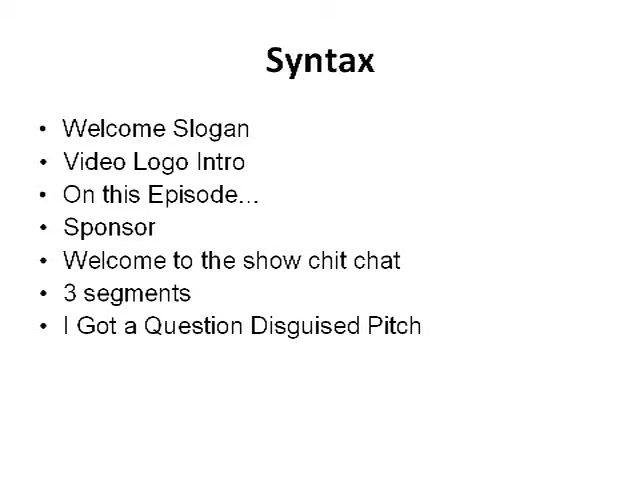 Syntax
• Welcome Slogan
• Video Logo Intro
• On this Episode...
• Sponsor
• Welcome to the show chit chat
• 3 segments
• I Got a Question Disguised Pitch